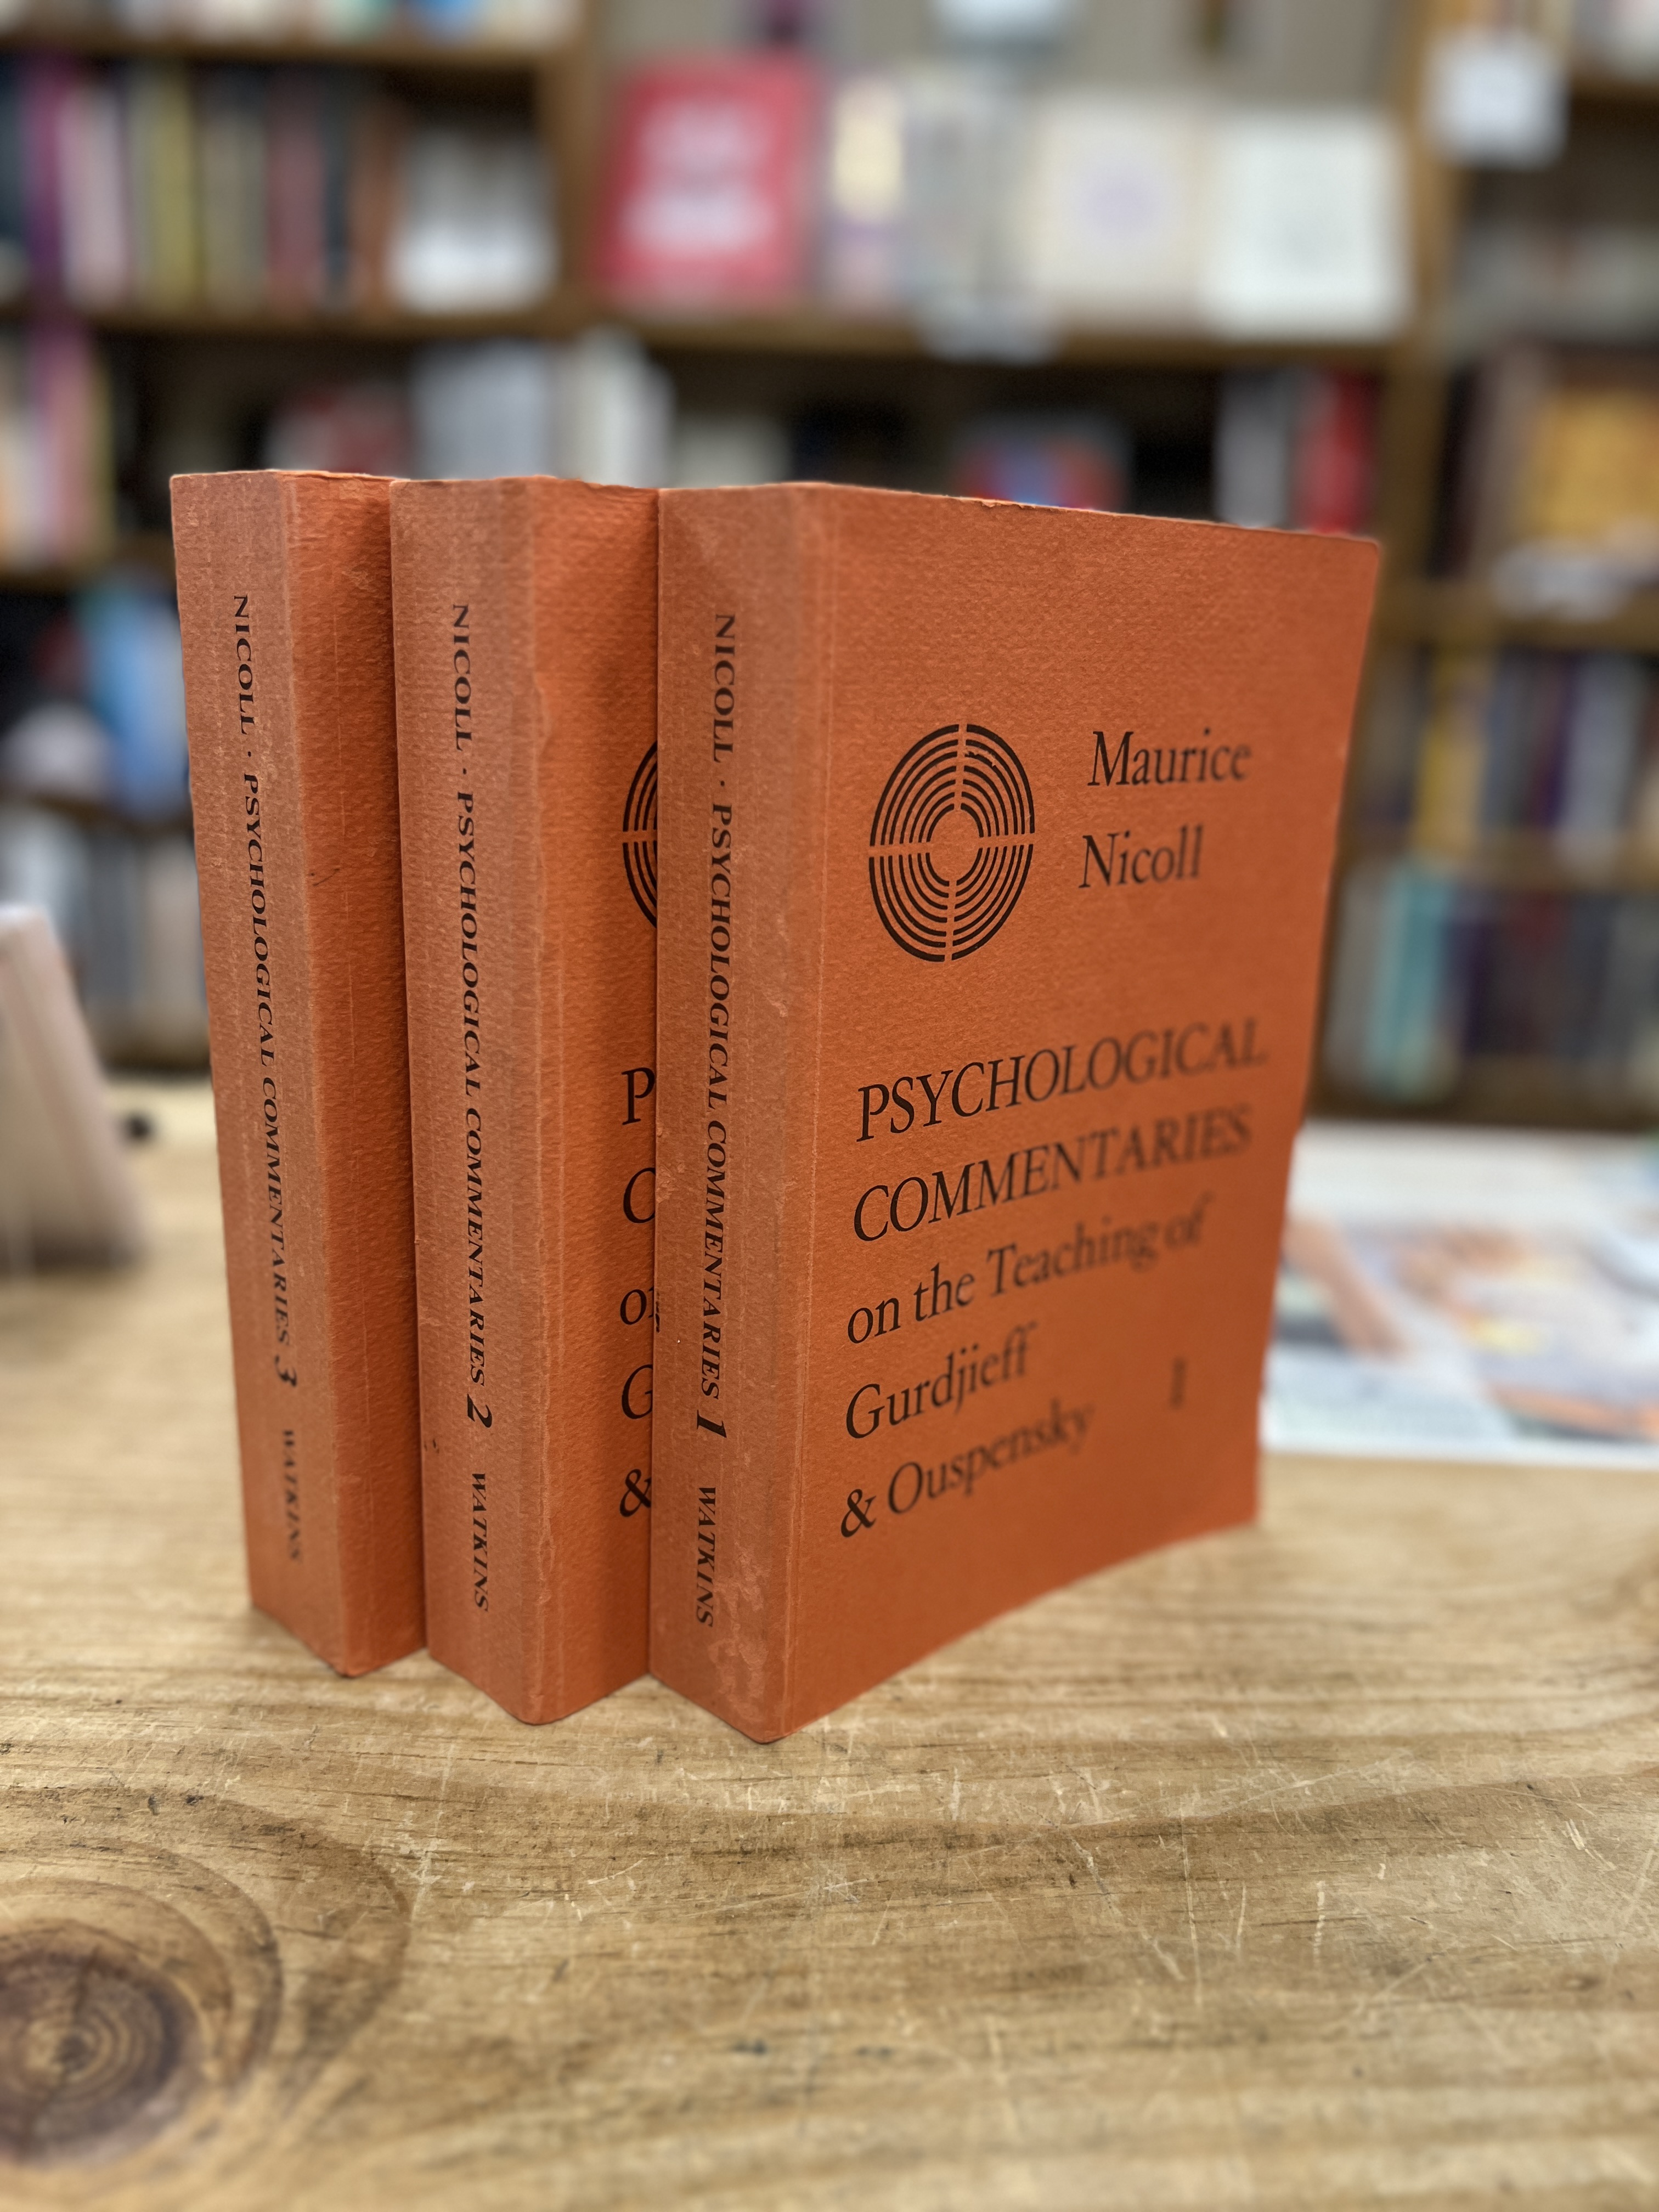 NICOLL · PSYCHOLOGICAL COMMENTARIES 3 WATKINS
NICOLL · PSYCHOLOGICAL COMMENTARIES 2 WATKINS
P
C
G
&
NICOLL · PSYCHOLOGICAL COMMENTARIES 1 WATKINS
Maurice
Nicoll
PSYCHOLOGICAL
COMMENTARIES
on the Teaching of
Gurdjieff
& Ouspensky 1